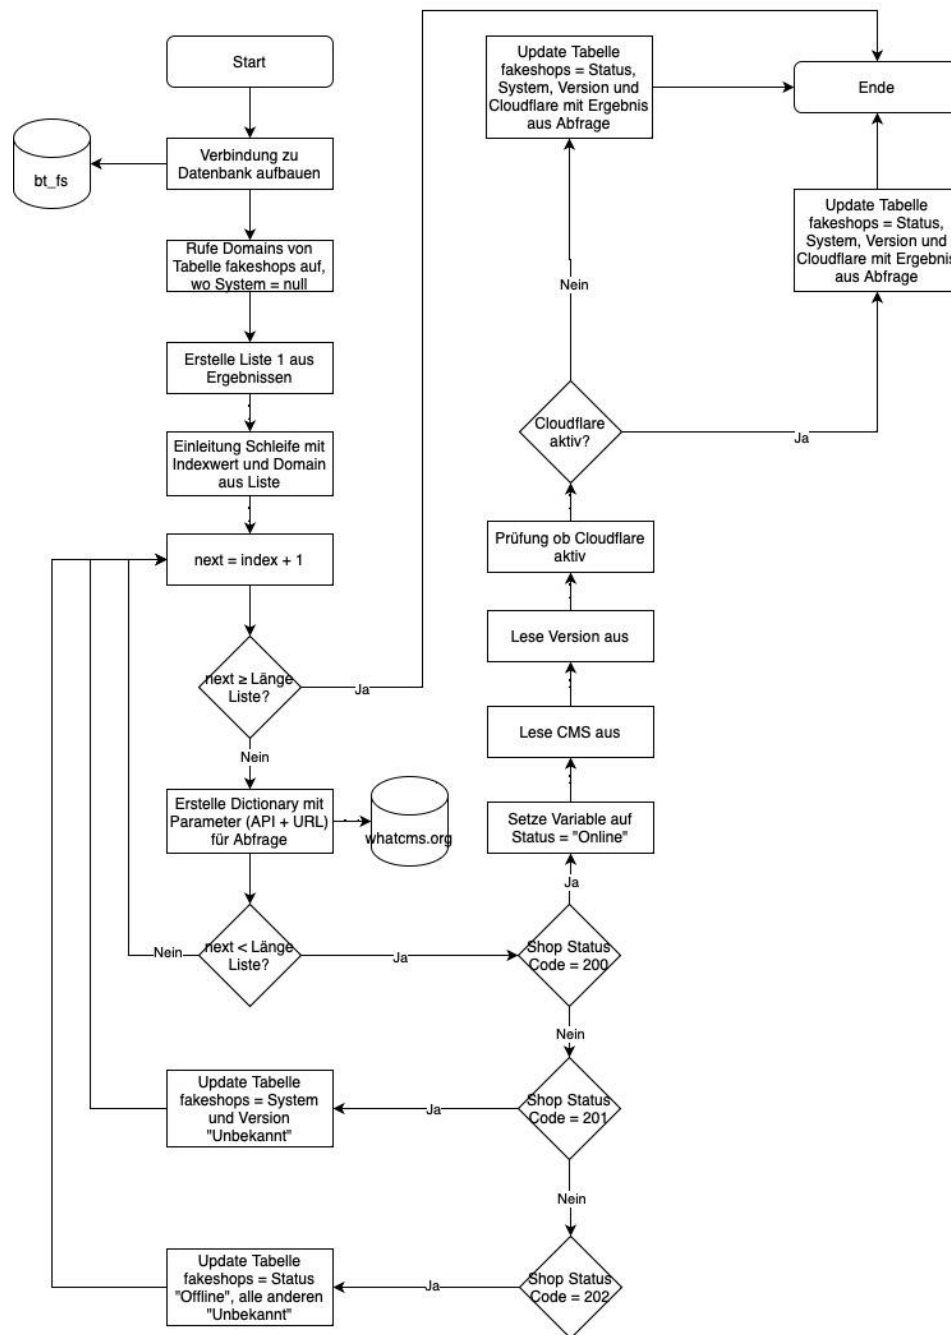 Start
Verbindung zu
Datenbank aufbauen
bt_fs
Rufe Domains von
Tabelle fakeshops auf,
wo System = null
Erstelle Liste 1 aus
Ergebnissen
Einleitung Schleife mit
Indexwert und Domain
aus Liste
next = index + 1
next ≥ Länge
Liste?
Ja
Nein
Erstelle Dictionary mit
Parameter (API + URL)
für Abfrage
whatcms.org
next < Länge
Liste?
Nein
Ja
Shop Status
Code = 200
Ja
Nein
Setze Variable auf
Status = "Online"
Lese CMS aus
Lese Version aus
Prüfung ob Cloudflare
aktiv
Cloudflare
aktiv?
Nein
Ja
Update Tabelle
fakeshops = Status,
System, Version und
Cloudflare mit Ergebnis
aus Abfrage
Update Tabelle
fakeshops = Status,
System, Version und
Cloudflare mit Ergebnis
aus Abfrage
Ende
Shop Status
Code = 201
Ja
Nein
Update Tabelle
fakeshops = System
und Version
"Unbekannt"
Shop Status
Code = 202
Ja
Update Tabelle
fakeshops = Status
"Offline", alle anderen
"Unbekannt"